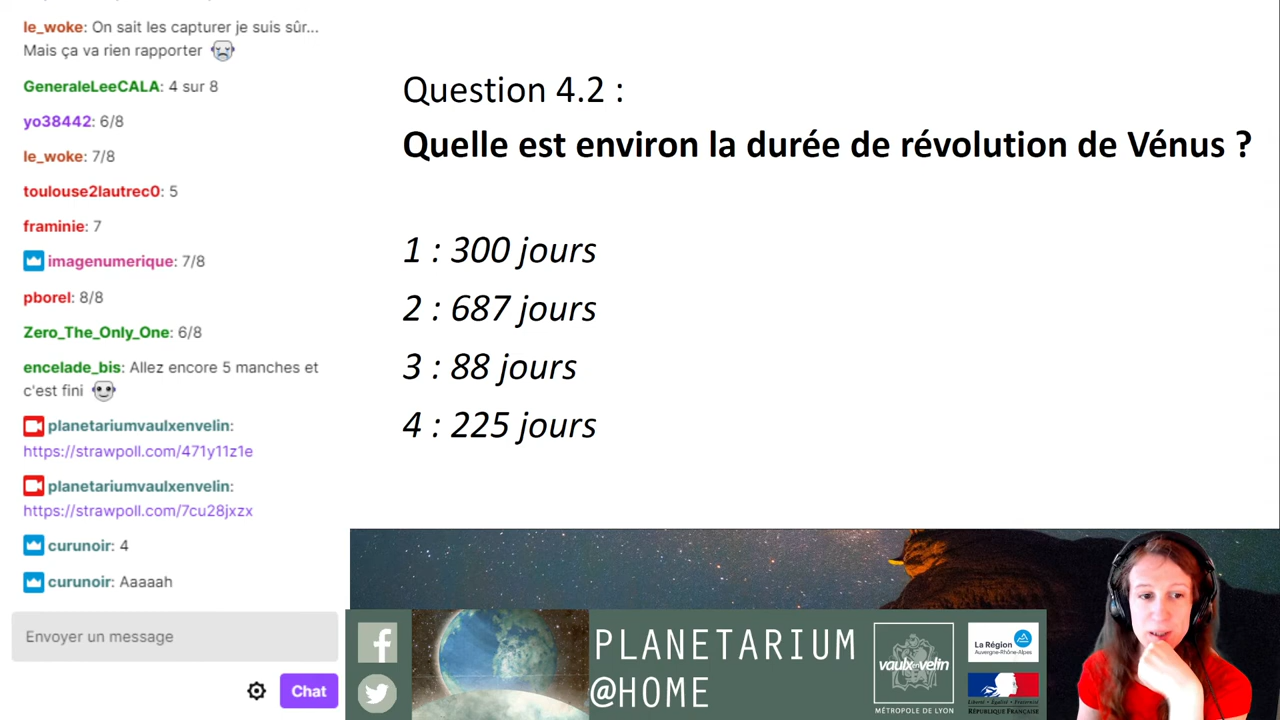 le_woke: On sait les capturer je suis sûr...
Mais ça va rien rapporter
GeneraleLeeCALA: 4 sur 8
yo38442: 6/8
le_woke: 7/8
toulouse2lautrec0: 5
framinie: 7
imagenumerique: 7/8
pborel: 8/8
Zero_The_Only_One: 6/8
encelade_bis: Allez encore 5 manches et
c'est fini
planetariumvaulxenvelin:
https://strawpoll.com/471y11z1e
planetariumvaulxenvelin:
https://strawpoll.com/7cu28jxzx
curunoir: 4
curunoir: Aaaaah
Envoyer un message
Chat
Question 4.2 :
Quelle est environ la durée de révolution de Vénus ?
1 : 300 jours
2 : 687 jours
3 : 88 jours
4 : 225 jours
PLANETARIUM
@HOME
vaulxenvelin
MÉTROPOLE DE LYON
La Région
Auvergne-Rhône-Alpes
Liberté • Égalité • Fraternité
RÉPUBLIQUE FRANÇAISE